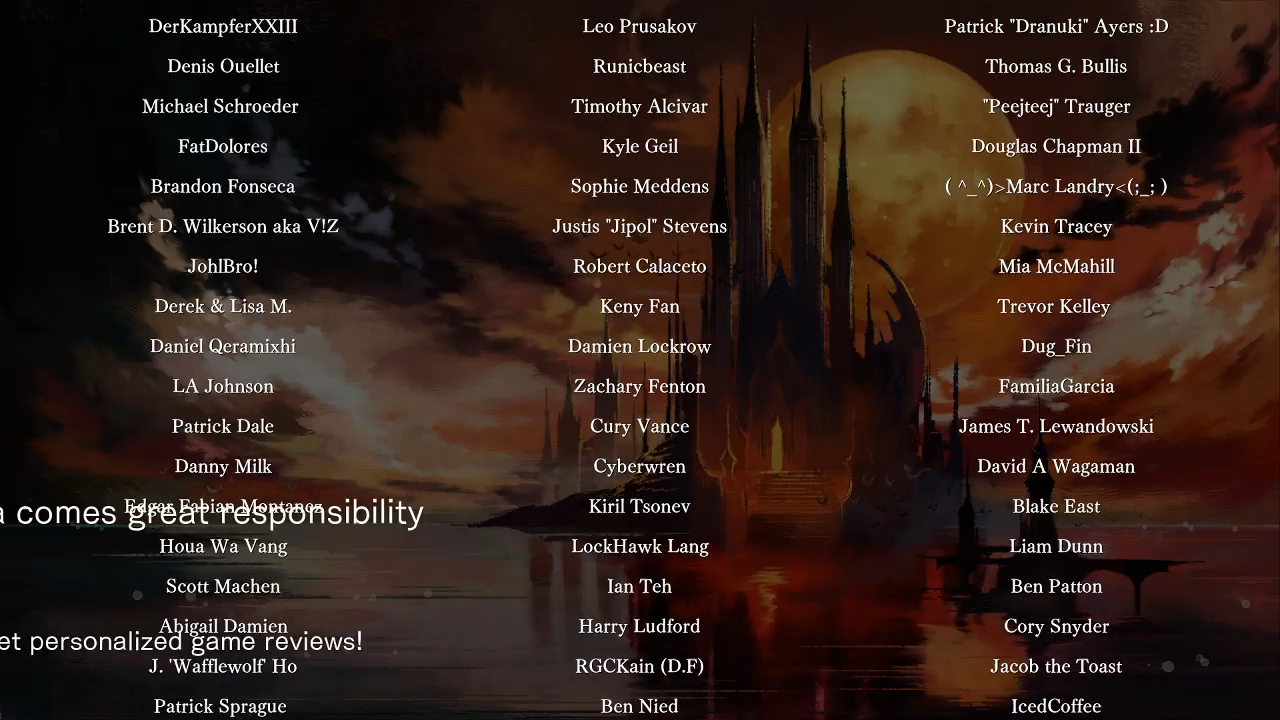 DerKampferXXIII Leo Prusakov Patrick "Dranuki" Ayers :D
Denis Ouellet Runicbeast Thomas G. Bullis
Michael Schroeder Timothy Alcivar "Peejteej" Trauger
FatDolores Kyle Geil Douglas Chapman II
Brandon Fonseca Sophie Meddens ( ^_^)>Marc Landry<(;_; )
Brent D. Wilkerson aka V!Z Justis "Jipol" Stevens Kevin Tracey
JohlBro! Robert Calaceto Mia McMahill
Derek & Lisa M. Keny Fan Trevor Kelley
Daniel Qeramixhi Damien Lockrow Dug_Fin
LA Johnson Zachary Fenton FamiliaGarcia
Patrick Dale Cury Vance James T. Lewandowski
Danny Milk Cyberwren David A Wagaman
Edgar Fabian Montanez Kiril Tsonev Blake East
a comes great responsibility
Houa Wa Vang LockHawk Lang Liam Dunn
Scott Machen Ian Teh Ben Patton
Abigail Damien Harry Ludford Cory Snyder
et personalized game reviews!
J. 'Wafflewolf' Ho RGCKain (D.F) Jacob the Toast
Patrick Sprague Ben Nied IcedCoffee